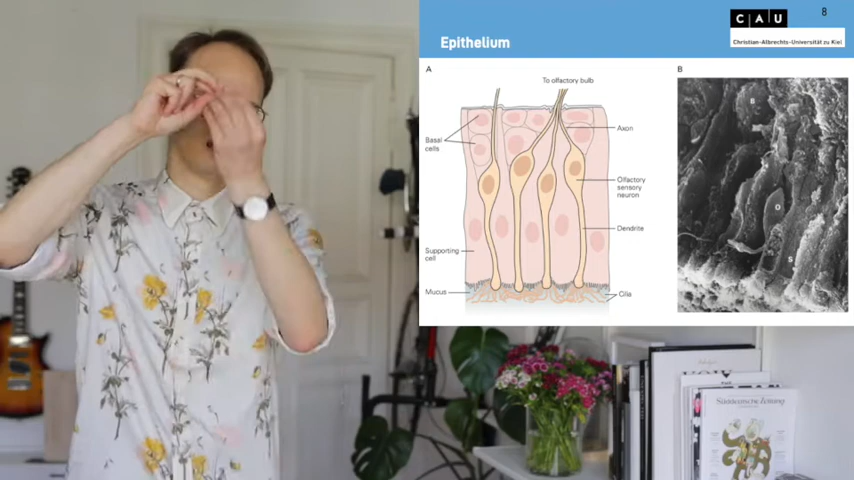 8
CAU
Christian-Albrechts-Universität zu Kiel
Epithelium
A
To olfactory bulb
Basal
cells
Axon
Olfactory
sensory
neuron
Dendrite
Supporting
cell
Mucus
Cilia
B
B
D
S
Süddeutsche Zeitung